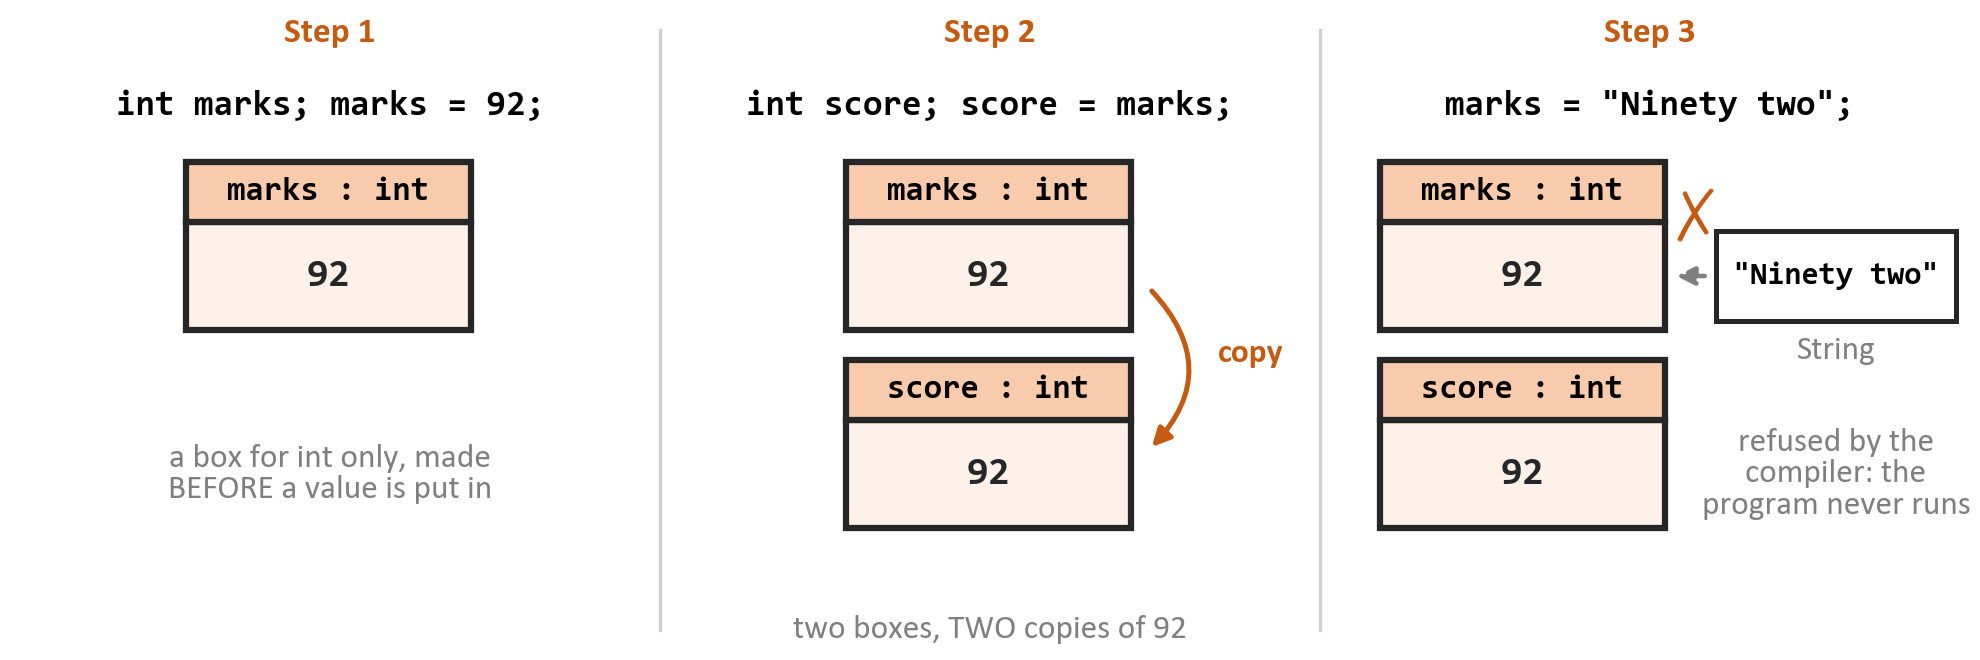 Step 1
int marks; marks = 92;
marks : int
92
a box for int only, made
BEFORE a value is put in
Step 2
int score; score = marks;
marks : int
92
copy
score : int
92
two boxes, TWO copies of 92
Step 3
marks = "Ninety two";
marks : int
92
"Ninety two"
String
score : int
92
refused by the
compiler: the
program never runs